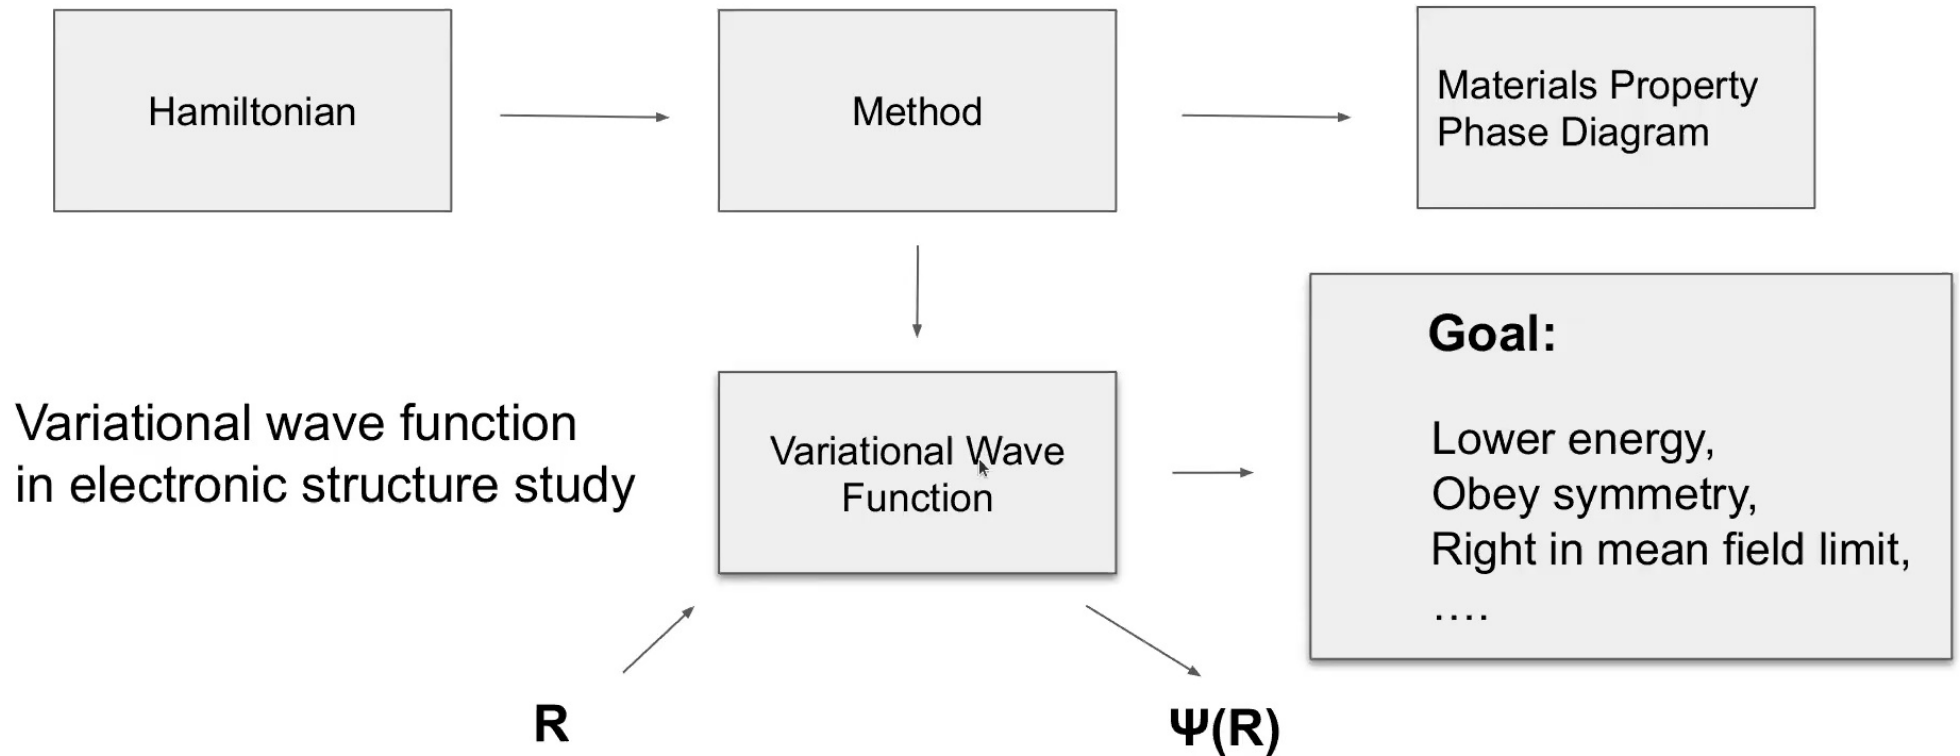 Hamiltonian
Method
Materials Property
Phase Diagram
Variational wave function
in electronic structure study
Variational Wave
Function
Goal:
Lower energy,
Obey symmetry,
Right in mean field limit,
....
R
Ψ(R)